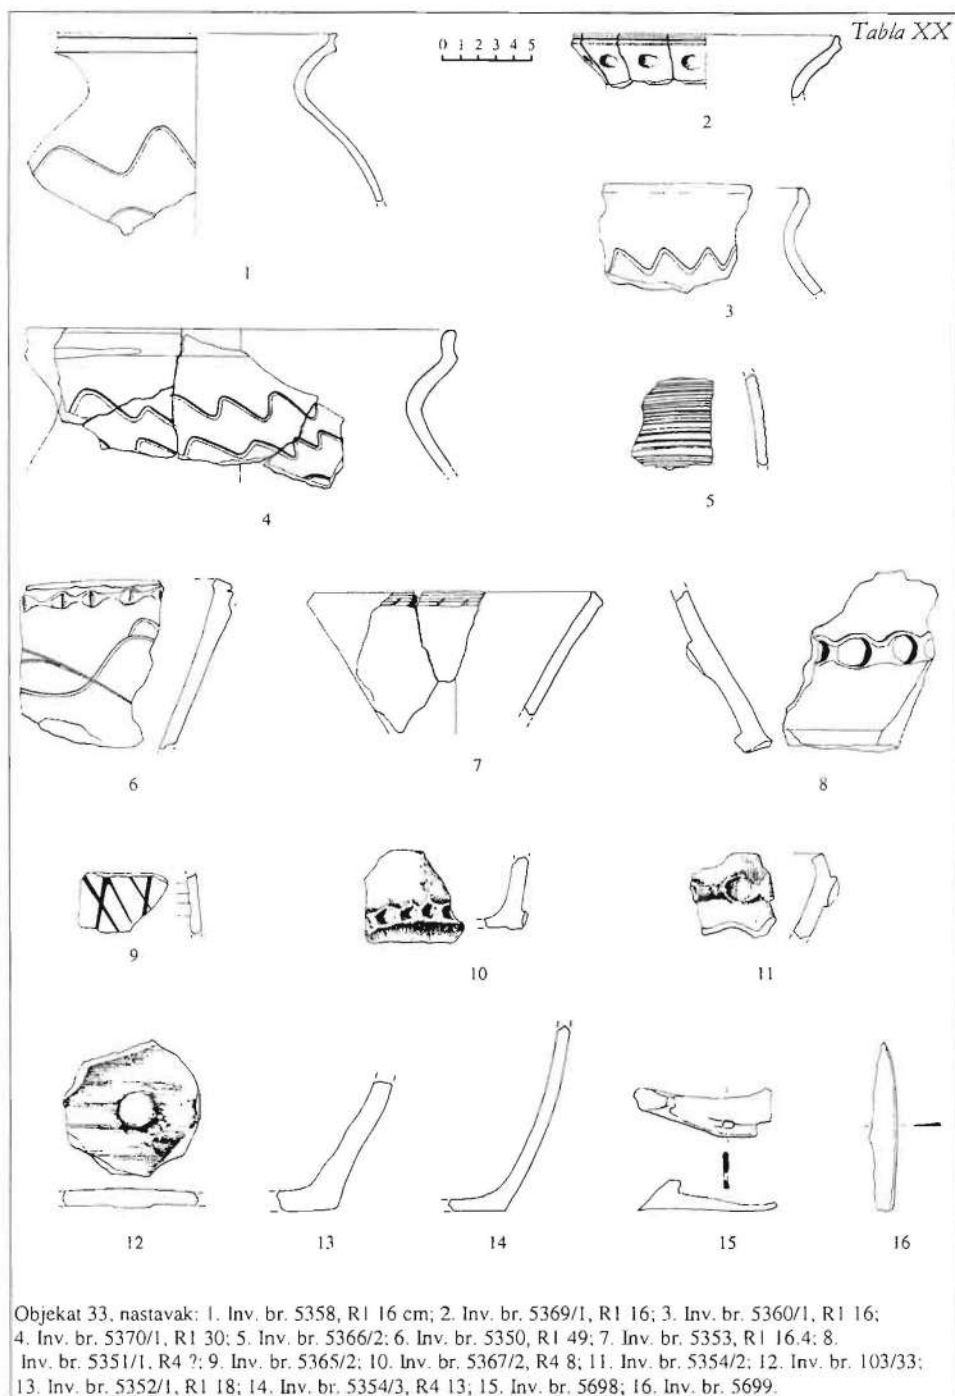 Tabla XX
0 1 2 3 4 5
1
2
3
4
5
6
7
8
9
10
11
12
13
14
15
16
Objekat 33, nastavak: 1. Inv. br. 5358, R1 16 cm; 2. Inv. br. 5369/1, R1 16; 3. Inv. br. 5360/1, R1 16;
4. Inv. br. 5370/1, R1 30; 5. Inv. br. 5366/2; 6. Inv. br. 5350, R1 49; 7. Inv. br. 5353, R1 16.4; 8.
Inv. br. 5351/1, R4 ?; 9. Inv. br. 5365/2; 10. Inv. br. 5367/2, R4 8; 11. Inv. br. 5354/2; 12. Inv. br. 103/33;
13. Inv. br. 5352/1, R1 18; 14. Inv. br. 5354/3, R4 13; 15. Inv. br. 5698; 16. Inv. br. 5699.